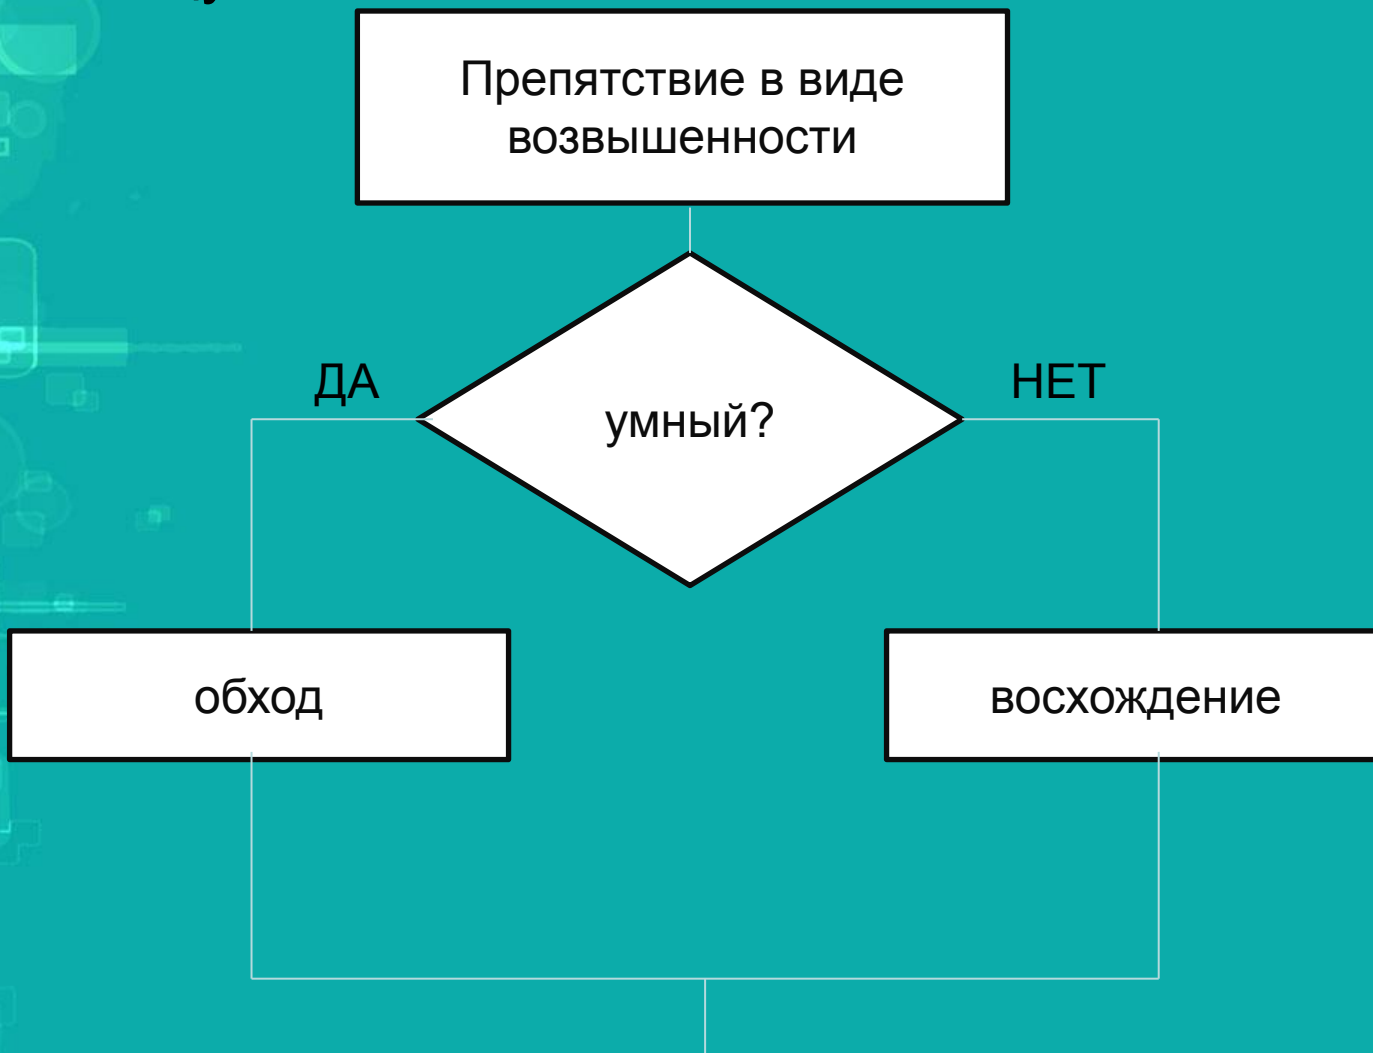 Препятствие в виде
возвышенности
ДА
НЕТ
умный?
обход
восхождение